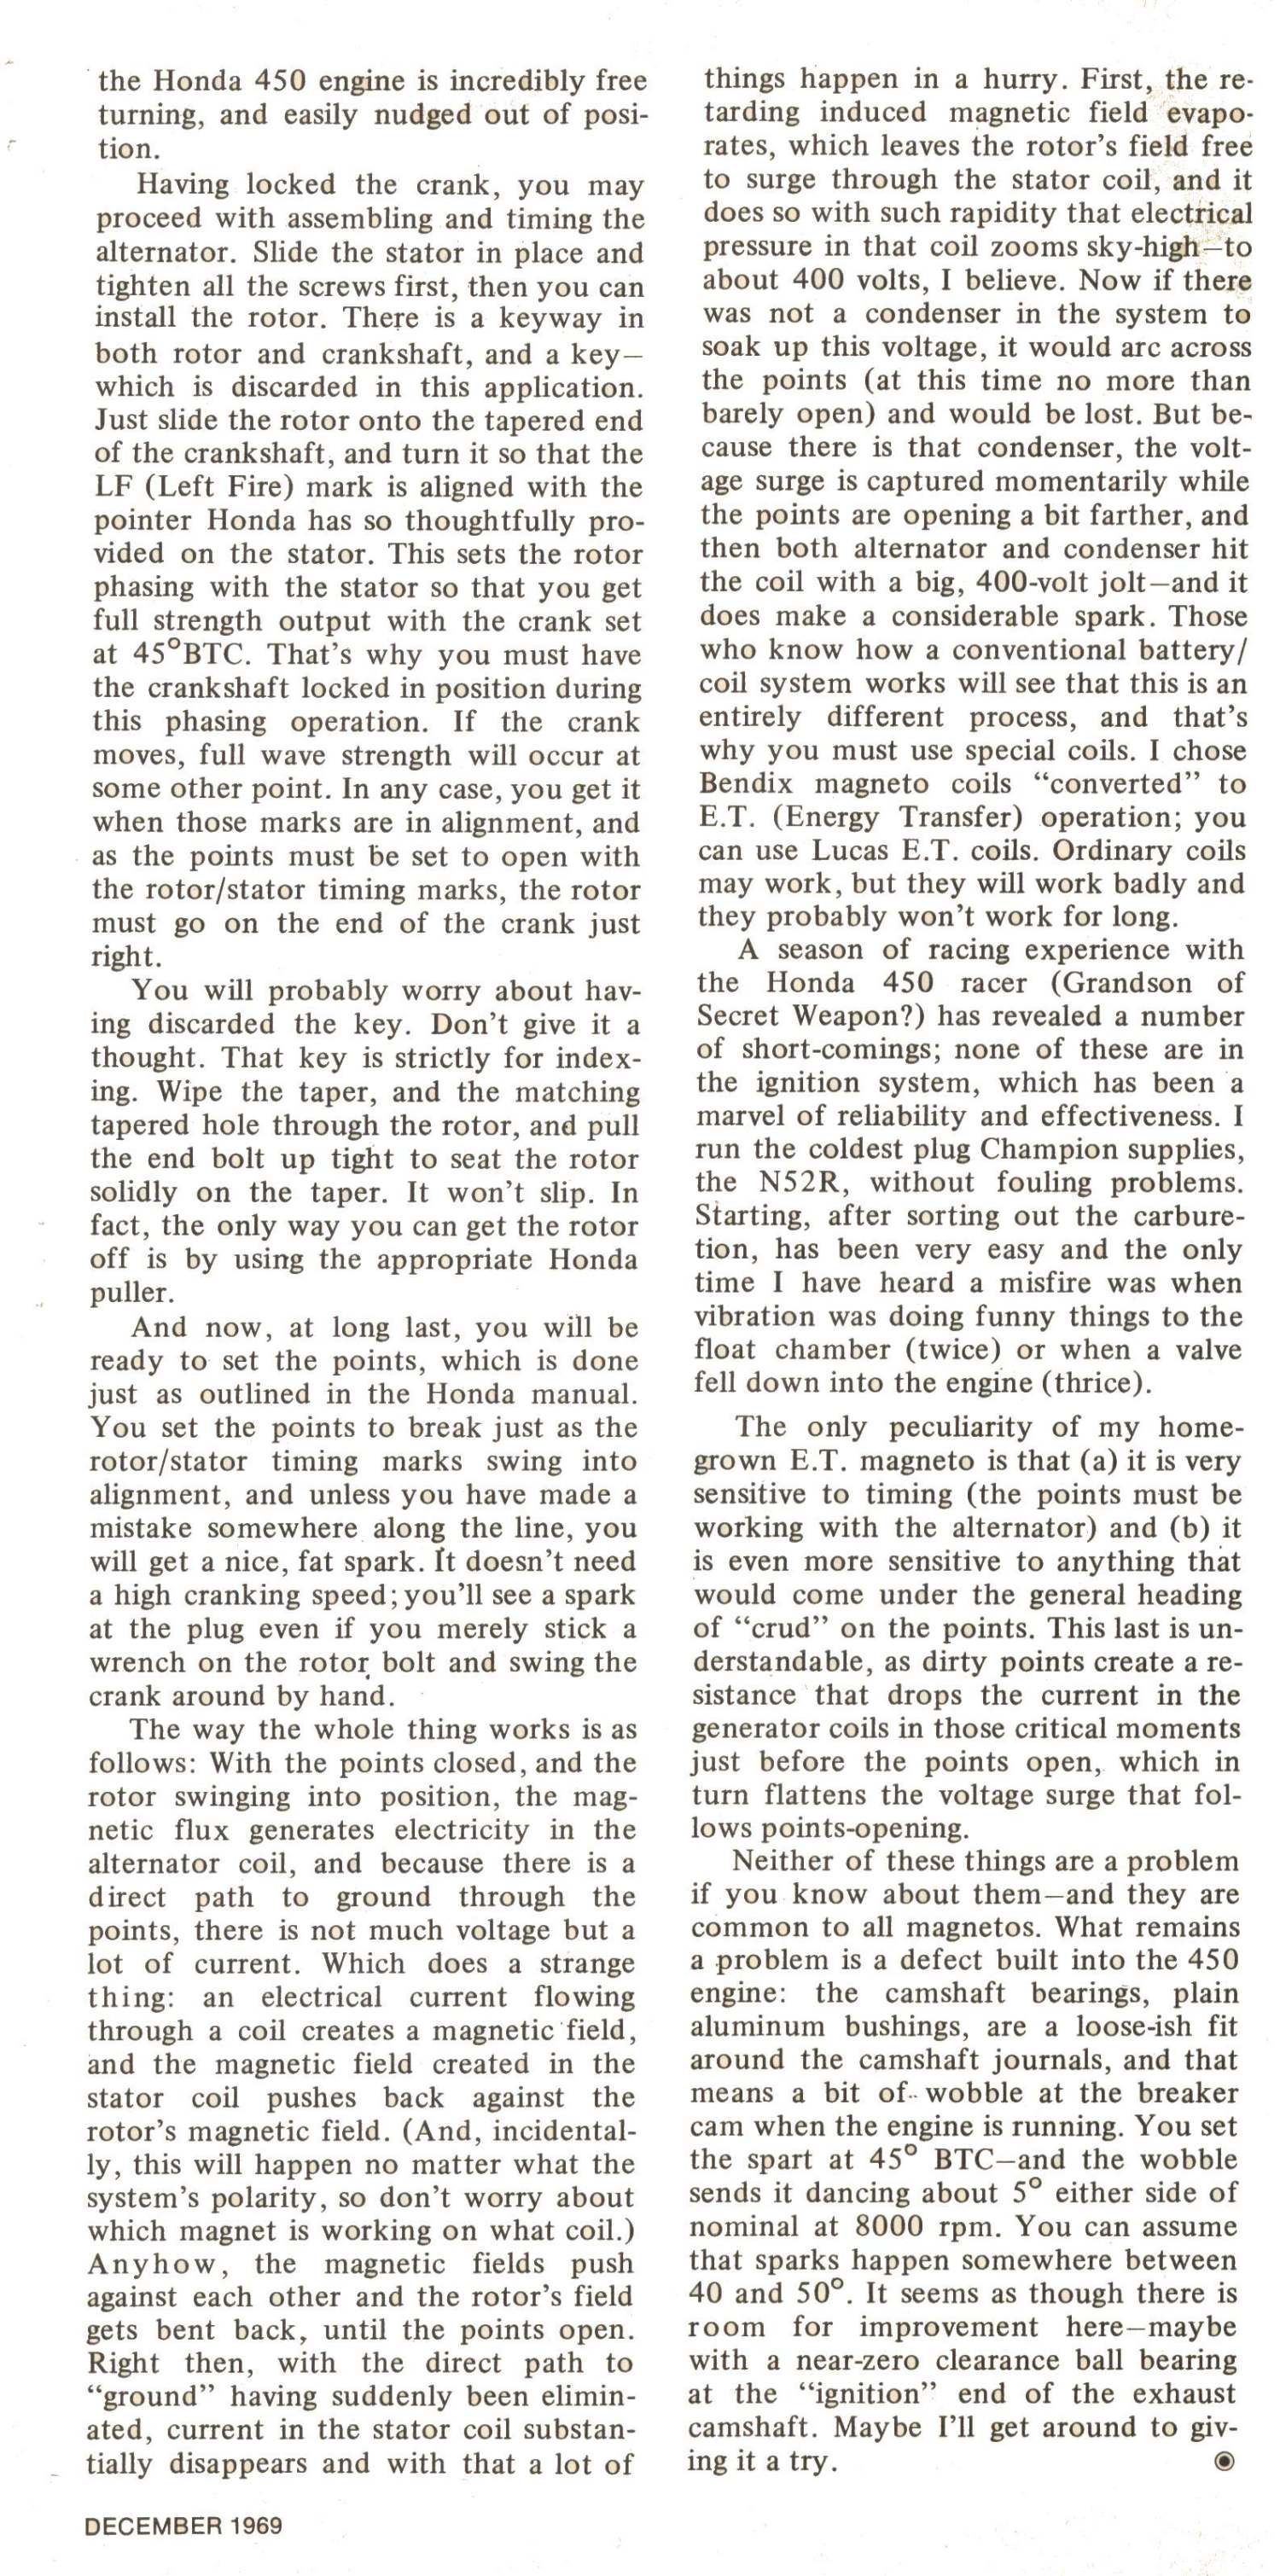 the Honda 450 engine is incredibly free
turning, and easily nudged out of posi-
tion.
Having locked the crank, you may
proceed with assembling and timing the
alternator. Slide the stator in place and
tighten all the screws first, then you can
install the rotor. There is a keyway in
both rotor and crankshaft, and a key—
which is discarded in this application.
Just slide the rotor onto the tapered end
of the crankshaft, and turn it so that the
LF (Left Fire) mark is aligned with the
pointer Honda has so thoughtfully pro-
vided on the stator. This sets the rotor
phasing with the stator so that you get
full strength output with the crank set
at 45°BTC. That's why you must have
the crankshaft locked in position during
this phasing operation. If the crank
moves, full wave strength will occur at
some other point. In any case, you get it
when those marks are in alignment, and
as the points must be set to open with
the rotor/stator timing marks, the rotor
must go on the end of the crank just
right.
You will probably worry about hav-
ing discarded the key. Don't give it a
thought. That key is strictly for index-
ing. Wipe the taper, and the matching
tapered hole through the rotor, and pull
the end bolt up tight to seat the rotor
solidly on the taper. It won't slip. In
fact, the only way you can get the rotor
off is by using the appropriate Honda
puller.
And now, at long last, you will be
ready to set the points, which is done
just as outlined in the Honda manual.
You set the points to break just as the
rotor/stator timing marks swing into
alignment, and unless you have made a
mistake somewhere along the line, you
will get a nice, fat spark. It doesn't need
a high cranking speed; you'll see a spark
at the plug even if you merely stick a
wrench on the rotor bolt and swing the
crank around by hand.
The way the whole thing works is as
follows: With the points closed, and the
rotor swinging into position, the mag-
netic flux generates electricity in the
alternator coil, and because there is a
direct path to ground through the
points, there is not much voltage but a
lot of current. Which does a strange
thing: an electrical current flowing
through a coil creates a magnetic field,
and the magnetic field created in the
stator coil pushes back against the
rotor's magnetic field. (And, incidental-
ly, this will happen no matter what the
system's polarity, so don't worry about
which magnet is working on what coil.)
Anyhow, the magnetic fields push
against each other and the rotor's field
gets bent back, until the points open.
Right then, with the direct path to
“ground” having suddenly been elimin-
ated, current in the stator coil substan-
tially disappears and with that a lot of
things happen in a hurry. First, the re-
tarding induced magnetic field evapo-
rates, which leaves the rotor's field free
to surge through the stator coil, and it
does so with such rapidity that electrical
pressure in that coil zooms sky-high—to
about 400 volts, I believe. Now if there
was not a condenser in the system to
soak up this voltage, it would arc across
the points (at this time no more than
barely open) and would be lost. But be-
cause there is that condenser, the volt-
age surge is captured momentarily while
the points are opening a bit farther, and
then both alternator and condenser hit
the coil with a big, 400-volt jolt—and it
does make a considerable spark. Those
who know how a conventional battery/
coil system works will see that this is an
entirely different process, and that's
why you must use special coils. I chose
Bendix magneto coils “converted” to
E.T. (Energy Transfer) operation; you
can use Lucas E.T. coils. Ordinary coils
may work, but they will work badly and
they probably won't work for long.
A season of racing experience with
the Honda 450 racer (Grandson of
Secret Weapon?) has revealed a number
of short-comings; none of these are in
the ignition system, which has been a
marvel of reliability and effectiveness. I
run the coldest plug Champion supplies,
the N52R, without fouling problems.
Starting, after sorting out the carbure-
tion, has been very easy and the only
time I have heard a misfire was when
vibration was doing funny things to the
float chamber (twice) or when a valve
fell down into the engine (thrice).
The only peculiarity of my home-
grown E.T. magneto is that (a) it is very
sensitive to timing (the points must be
working with the alternator) and (b) it
is even more sensitive to anything that
would come under the general heading
of “crud” on the points. This last is un-
derstandable, as dirty points create a re-
sistance that drops the current in the
generator coils in those critical moments
just before the points open, which in
turn flattens the voltage surge that fol-
lows points-opening.
Neither of these things are a problem
if you know about them—and they are
common to all magnetos. What remains
a problem is a defect built into the 450
engine: the camshaft bearings, plain
aluminum bushings, are a loose-ish fit
around the camshaft journals, and that
means a bit of wobble at the breaker
cam when the engine is running. You set
the spart at 45° BTC—and the wobble
sends it dancing about 5° either side of
nominal at 8000 rpm. You can assume
that sparks happen somewhere between
40 and 50°. It seems as though there is
room for improvement here—maybe
with a near-zero clearance ball bearing
at the “ignition” end of the exhaust
camshaft. Maybe I'll get around to giv-
ing it a try.
DECEMBER 1969